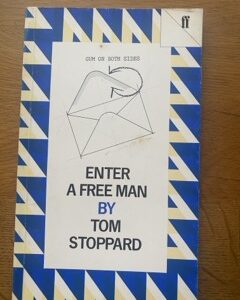 ff
GUM ON BOTH SIDES
ENTER
A FREE MAN
BY
TOM
STOPPARD